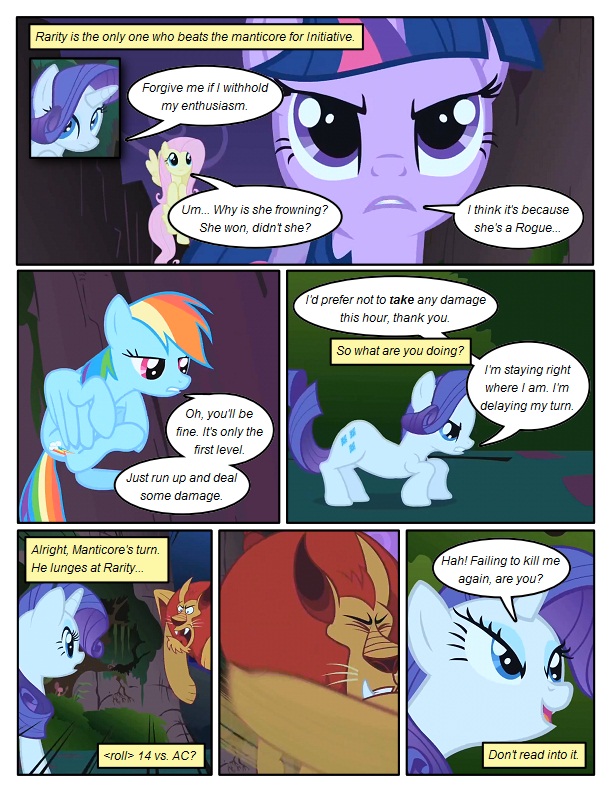 Rarity is the only one who beats the manticore for Initiative.
Forgive me if I withhold
my enthusiasm.
Um... Why is she frowning?
She won, didn't she?
I think it's because
she's a Rogue...
Oh, you'll be
fine. It's only the
first level.
Just run up and deal
some damage.
I'd prefer not to take any damage
this hour, thank you.
So what are you doing?
I'm staying right
where I am. I'm
delaying my turn.
Alright, Manticore's turn.
He lunges at Rarity...
<roll> 14 vs. AC?
Hah! Failing to kill me
again, are you?
Don't read into it.